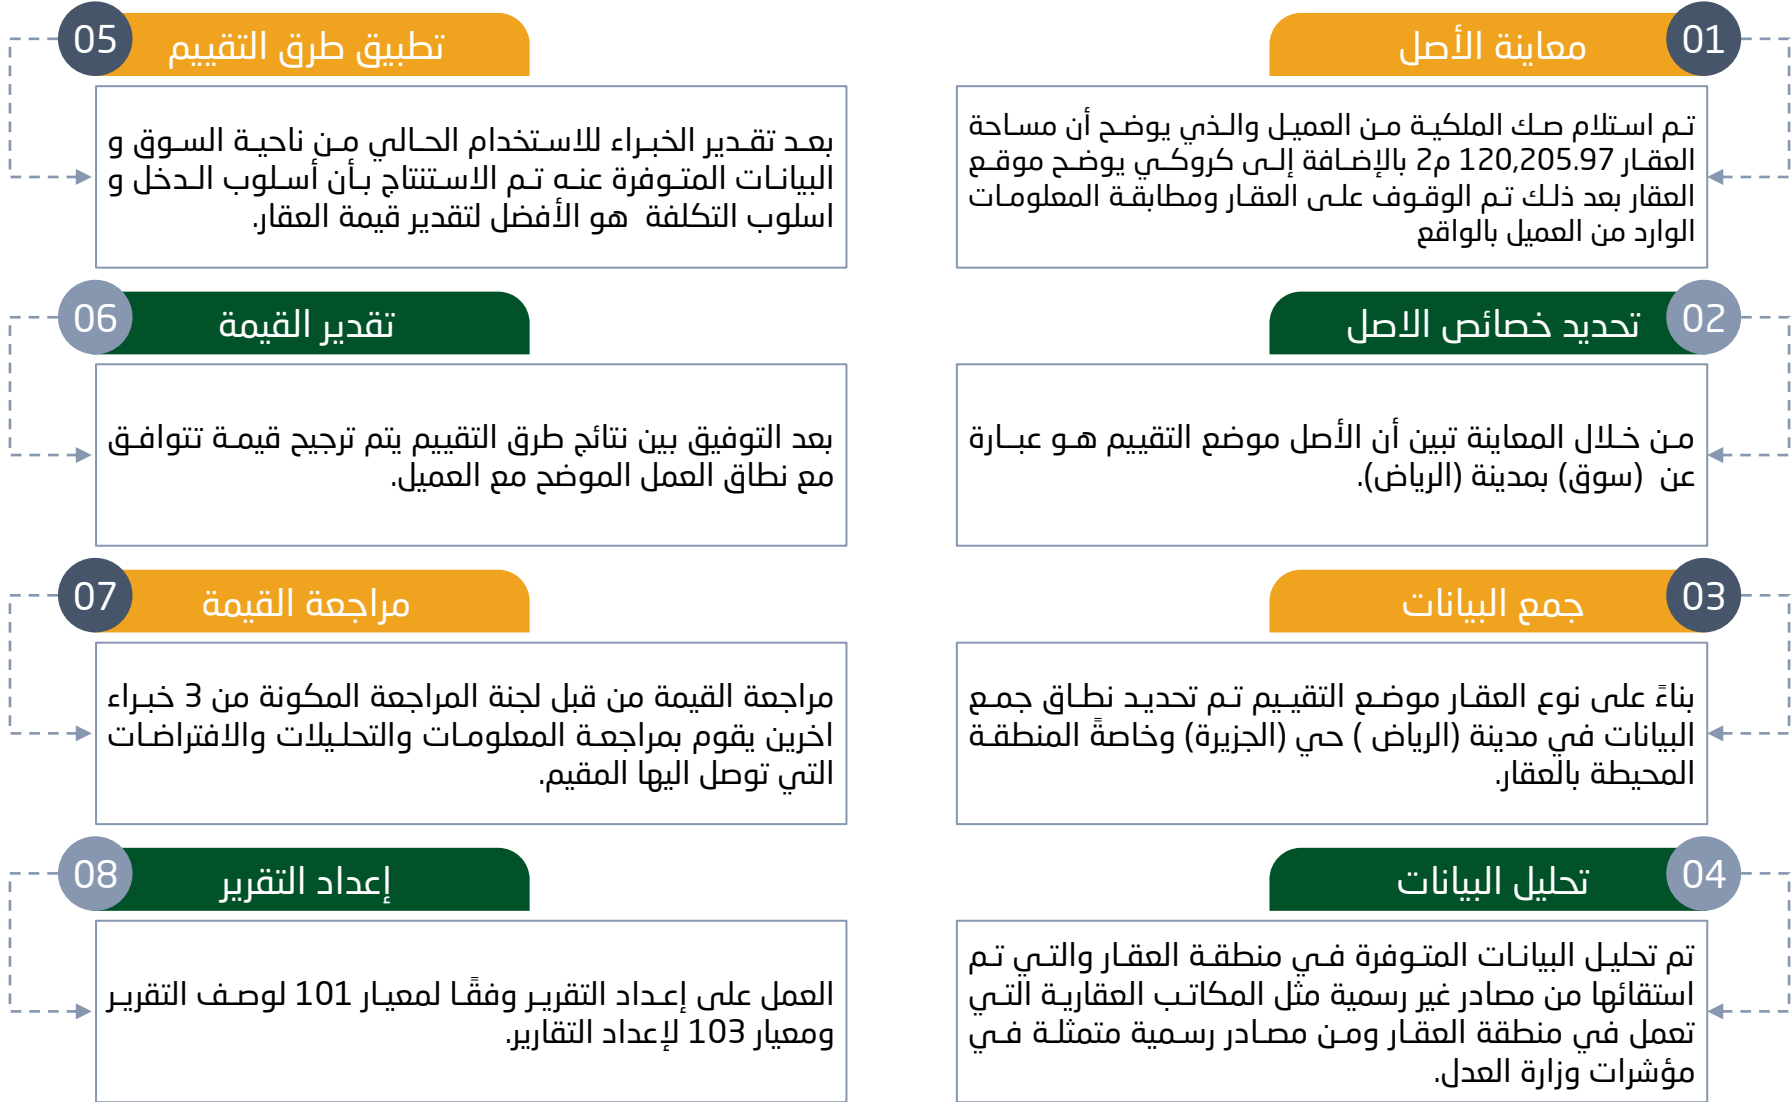 01
معاينة الأصل
تم استلام صك الملكية من العميل والذي يوضح أن مساحة
العقار 120,205.97 م2 بالإضافة إلى كروكي يوضح موقع
العقار بعد ذلك تم الوقوف على العقار ومطابقة المعلومات
الوارد من العميل بالواقع
02
تحديد خصائص الاصل
من خلال المعاينة تبين أن الأصل موضع التقييم هو عبارة
عن (سوق) بمدينة (الرياض).
03
جمع البيانات
بناءً على نوع العقار موضع التقييم تم تحديد نطاق جمع
البيانات في مدينة (الرياض ) حي (الجزيرة) وخاصةً المنطقة
المحيطة بالعقار.
04
تحليل البيانات
تم تحليل البيانات المتوفرة في منطقة العقار والتي تم
استقائها من مصادر غير رسمية مثل المكاتب العقارية التي
تعمل في منطقة العقار ومن مصادر رسمية متمثلة في
مؤشرات وزارة العدل.
05
تطبيق طرق التقييم
بعد تقدير الخبراء للاستخدام الحالي من ناحية السوق و
البيانات المتوفرة عنه تم الاستنتاج بأن أسلوب الدخل و
اسلوب التكلفة هو الأفضل لتقدير قيمة العقار.
06
تقدير القيمة
بعد التوفيق بين نتائج طرق التقييم يتم ترجيح قيمة تتوافق
مع نطاق العمل الموضح مع العميل.
07
مراجعة القيمة
مراجعة القيمة من قبل لجنة المراجعة المكونة من 3 خبراء
اخرين يقوم بمراجعة المعلومات والتحليلات والافتراضات
التي توصل اليها المقيم.
08
إعداد التقرير
العمل على إعداد التقرير وفقًا لمعيار 101 لوصف التقرير
ومعيار 103 لإعداد التقارير.